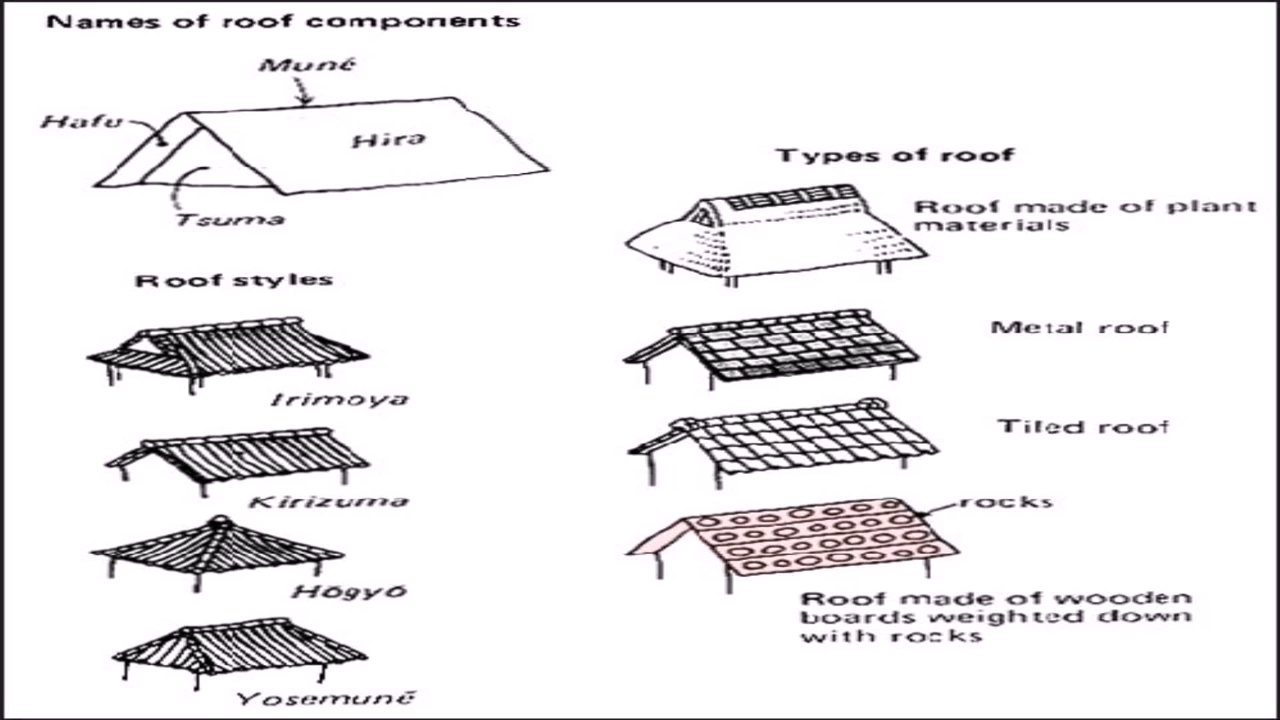 Names of roof components
Muné
Hafu
Hira
Tsuma
Types of roof
Roof made of plant
materials
Roof styles
Metal roof
Irimoya
Tiled roof
Kirizuma
rocks
Hōgyō
Roof made of wooden
boards weighted down
with rocks
Yosemuné